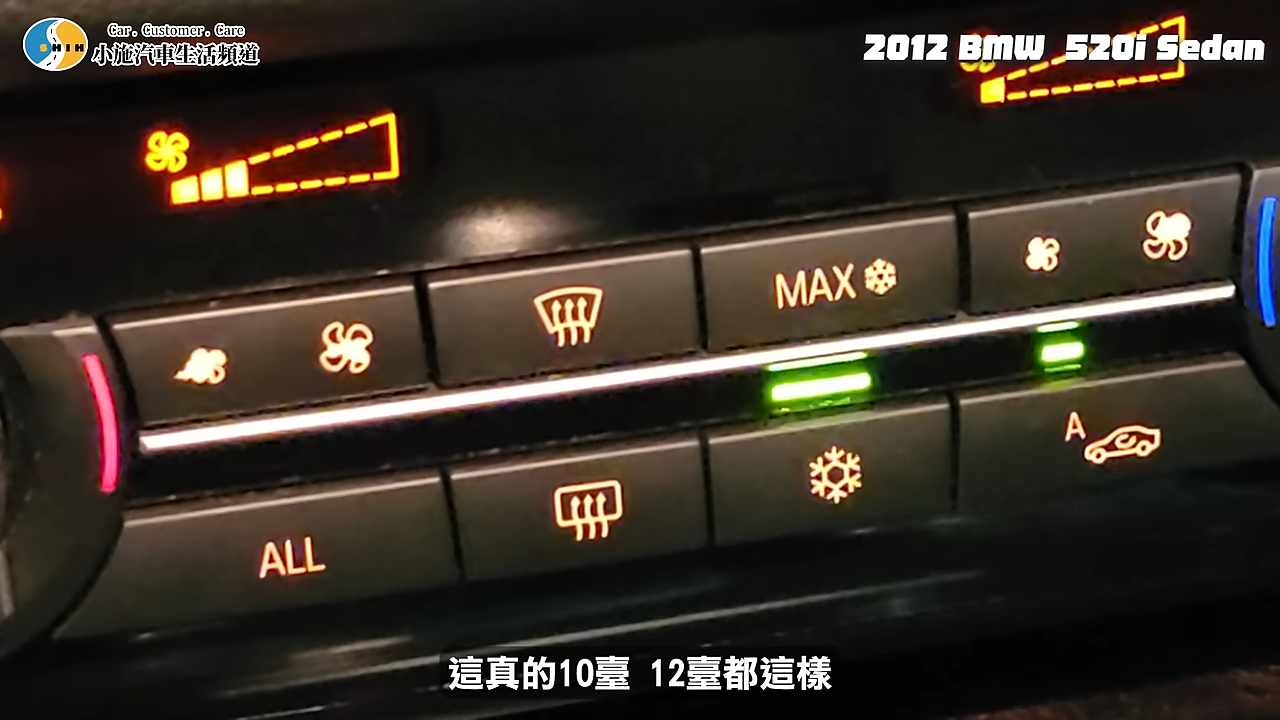 Car. Customer. Care
SHIH
小施汽車生活頻道
2012 BMW 520i Sedan
MAX
A
ALL
這真的10臺 12臺都這樣